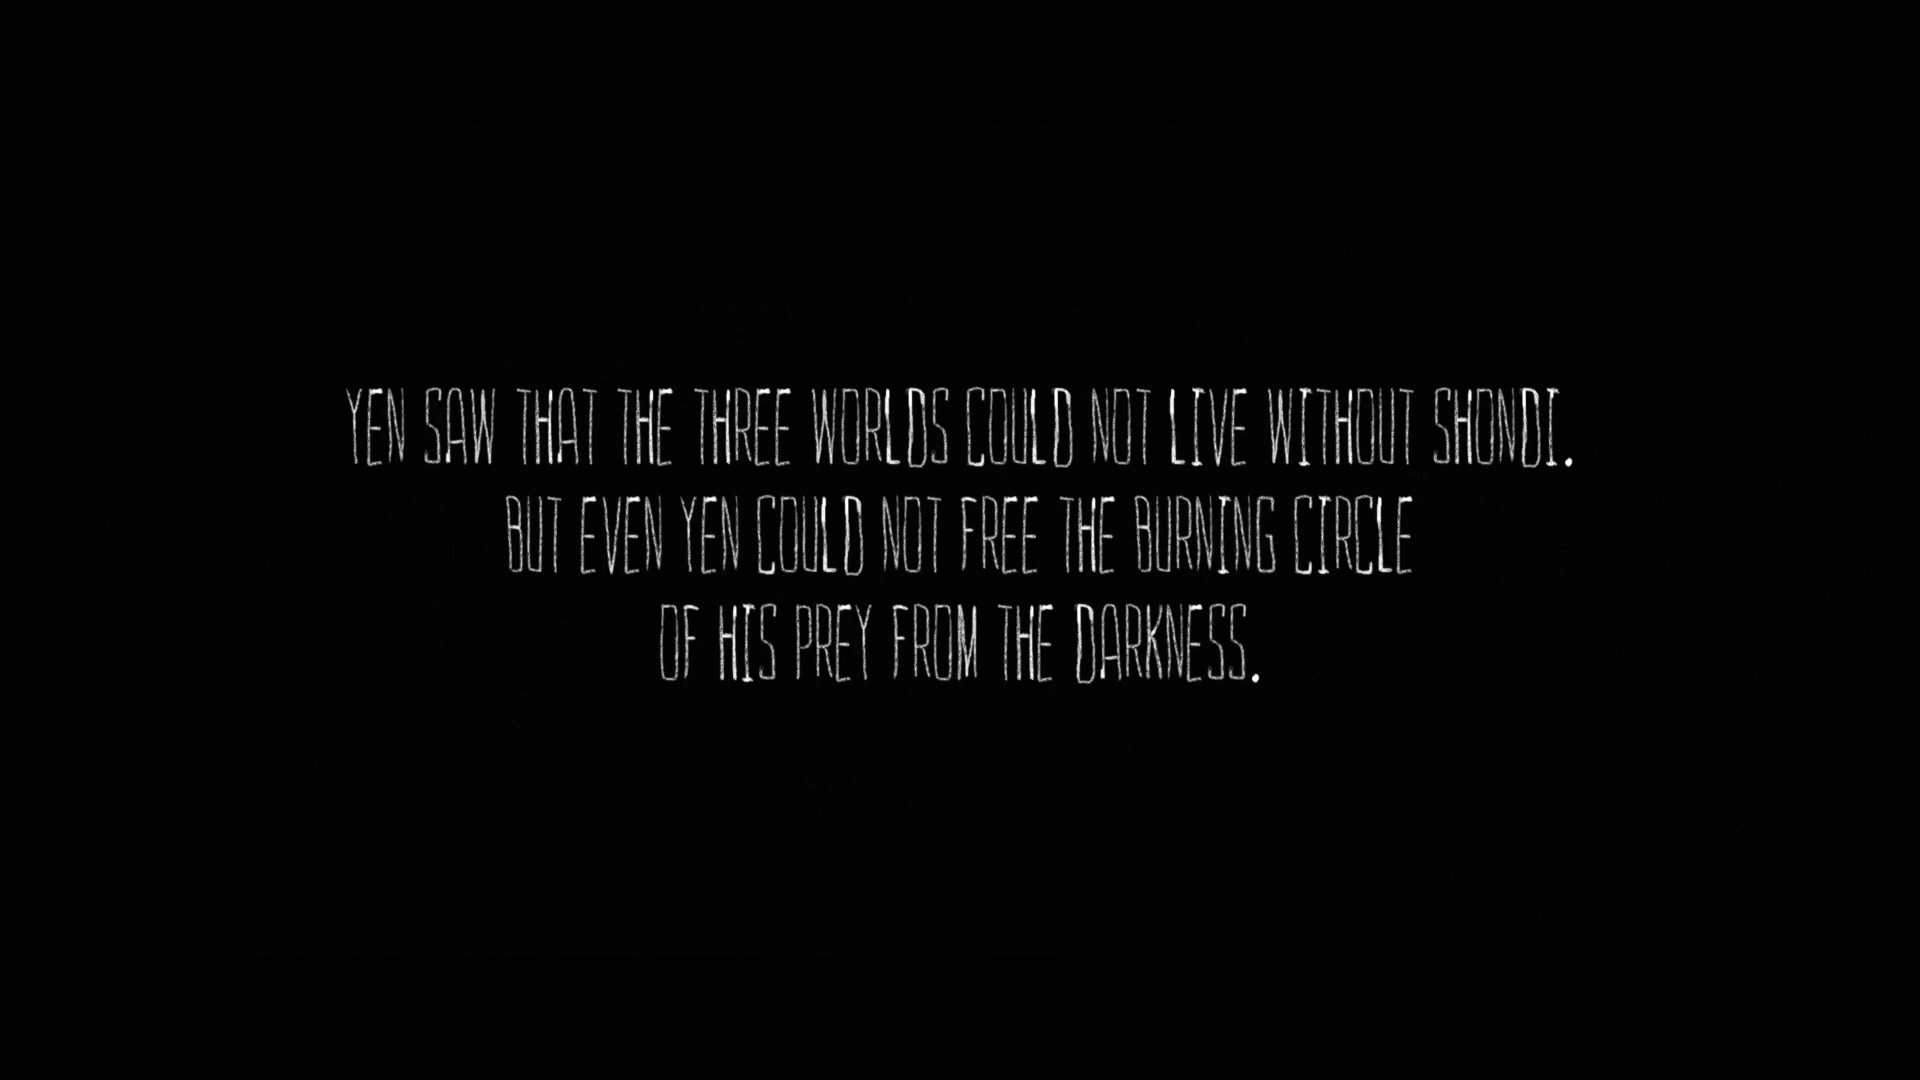 YEN SAW THAT THE THREE WORLDS COULD NOT LIVE WITHOUT SHONDI.
BUT EVEN YEN COULD NOT FREE THE BURNING CIRCLE
OF HIS PREY FROM THE DARKNESS.